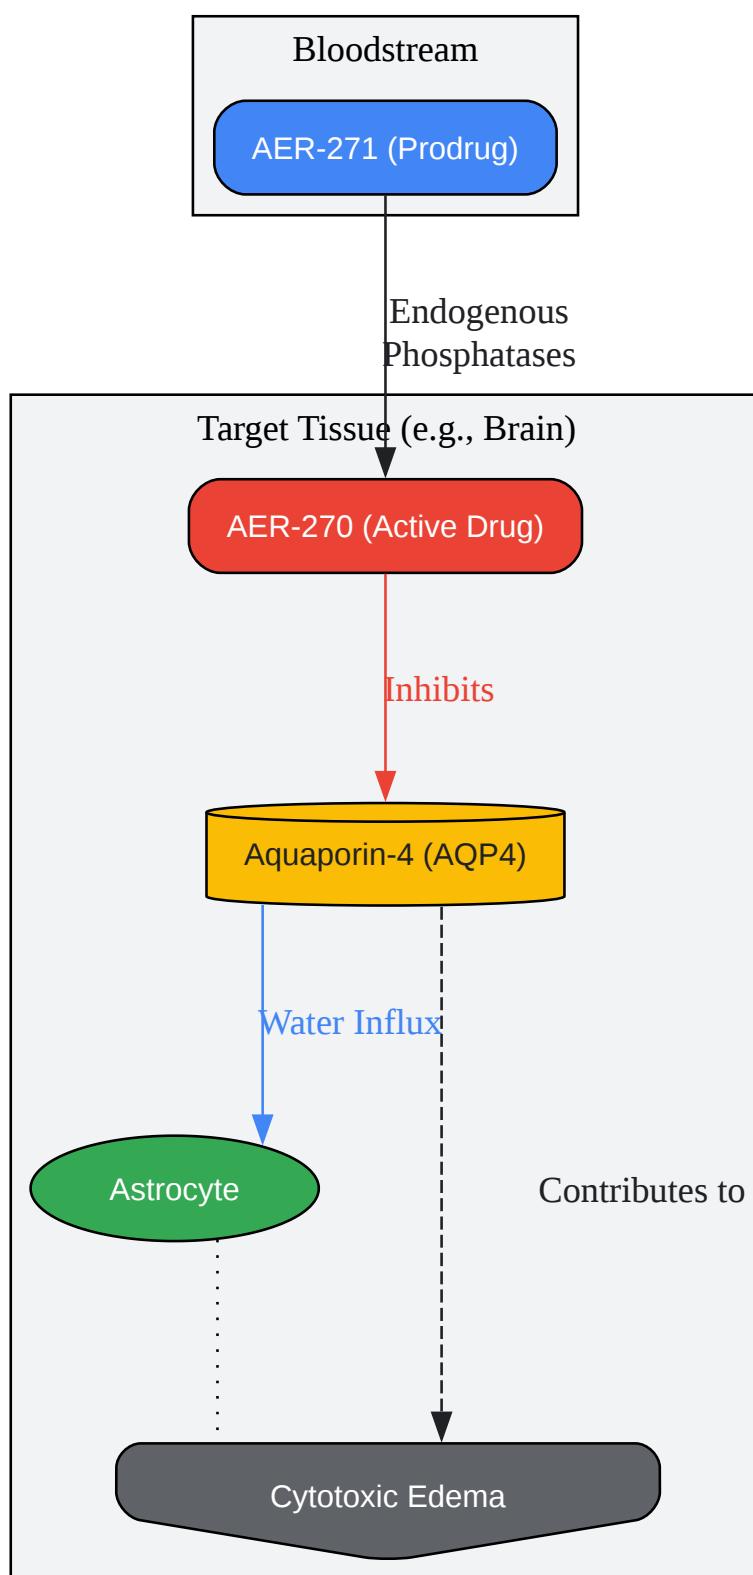 Bloodstream
AER-271 (Prodrug)
Endogenous
Phosphatases
Target Tissue (e.g., Brain)
AER-270 (Active Drug)
Inhibits
Aquaporin-4 (AQP4)
Water Influx
Astrocyte
Contributes to
Cytotoxic Edema